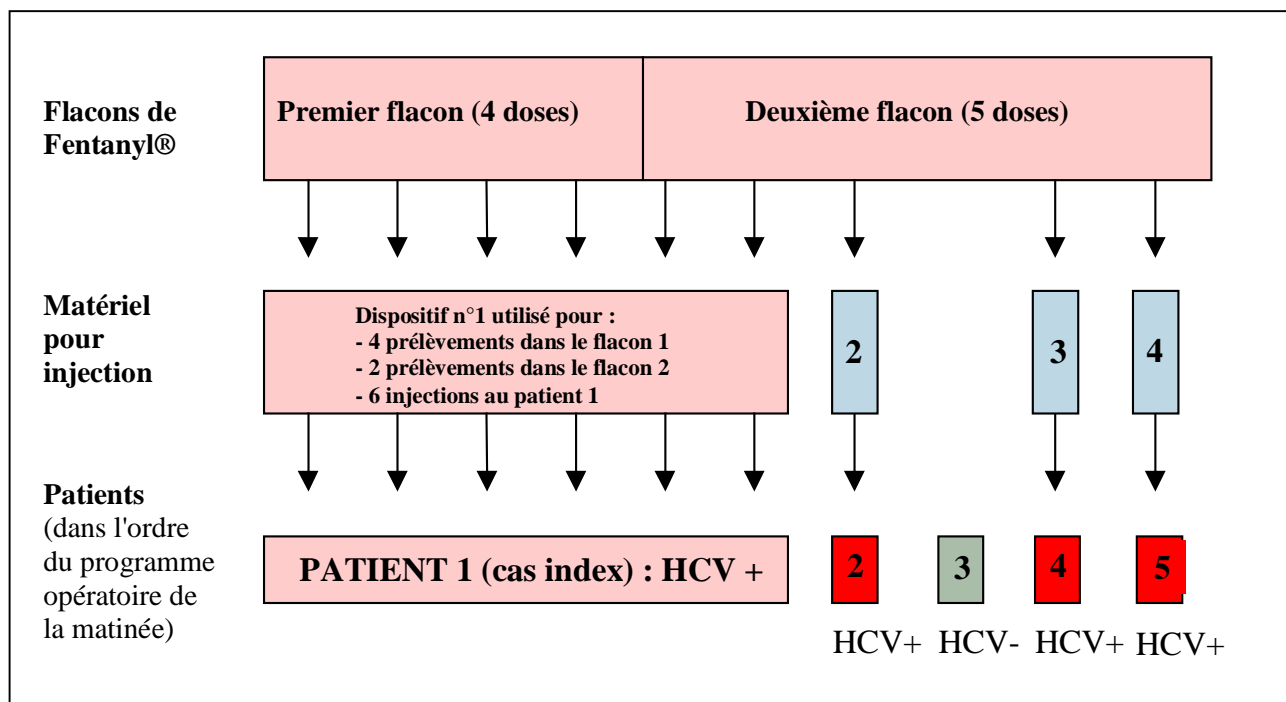 Flacons de
Fentanyl®
Premier flacon (4 doses)
Deuxième flacon (5 doses)
Matériel
pour
injection
Dispositif n°1 utilisé pour :
- 4 prélèvements dans le flacon 1
- 2 prélèvements dans le flacon 2
- 6 injections au patient 1
2
3
4
Patients
(dans l'ordre
du programme
opératoire de
la matinée)
PATIENT 1 (cas index) : HCV +
2
3
4
5
HCV+
HCV-
HCV+
HCV+